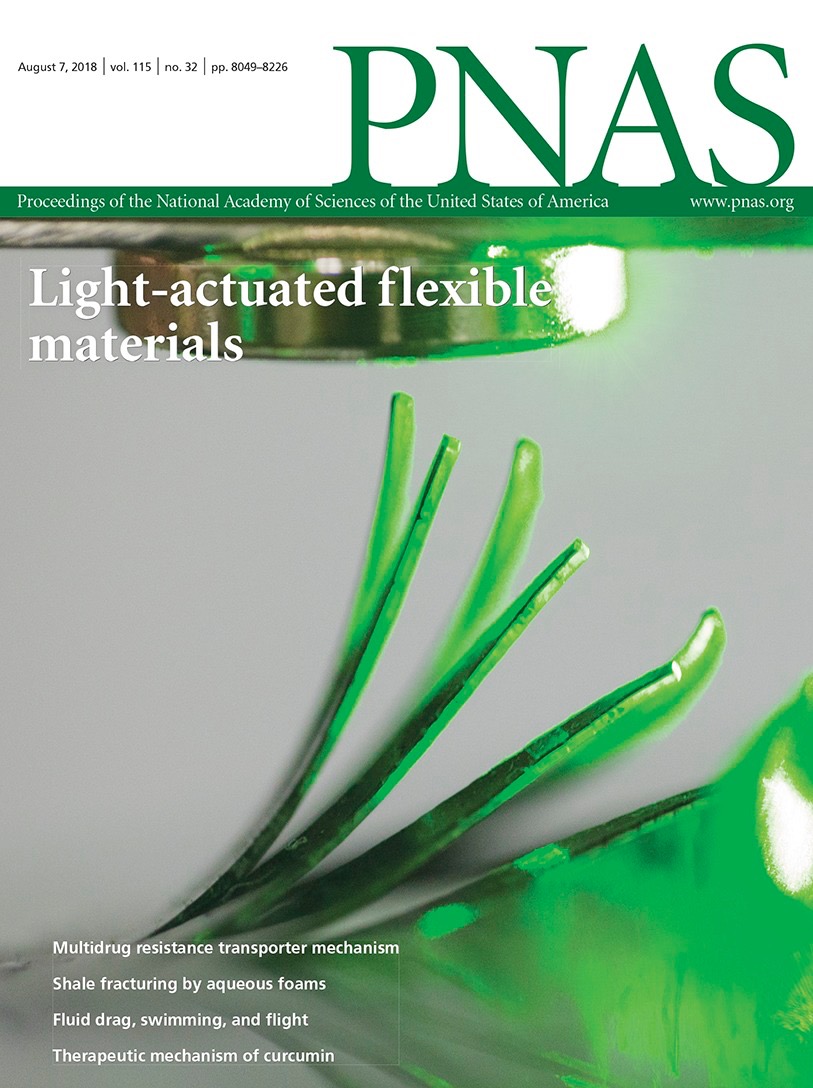 August 7, 2018 | vol. 115 | no. 32 | pp. 8049–8226
PNAS
Proceedings of the National Academy of Sciences of the United States of America www.pnas.org
Light-actuated flexible
materials
Multidrug resistance transporter mechanism
Shale fracturing by aqueous foams
Fluid drag, swimming, and flight
Therapeutic mechanism of curcumin